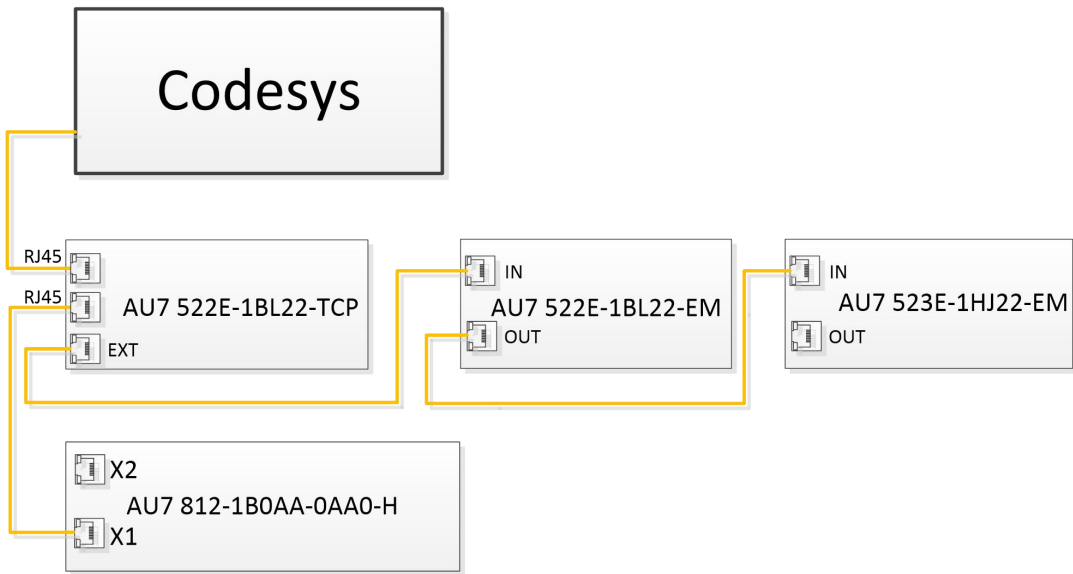 Codesys
RJ45
RJ45
AU7 522E-1BL22-TCP
EXT
IN
AU7 522E-1BL22-EM
OUT
IN
AU7 523E-1HJ22-EM
OUT
X2
AU7 812-1B0AA-0AA0-H
X1